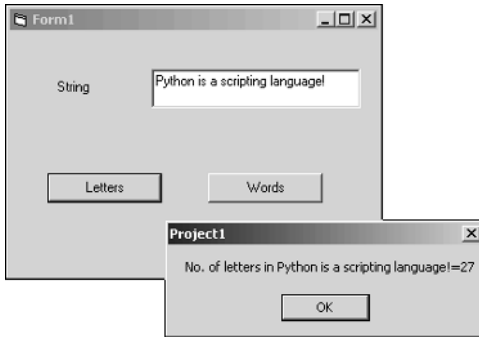 Form1
String
Python is a scripting language!
Letters
Words
Project1
No. of letters in Python is a scripting language!=27
OK